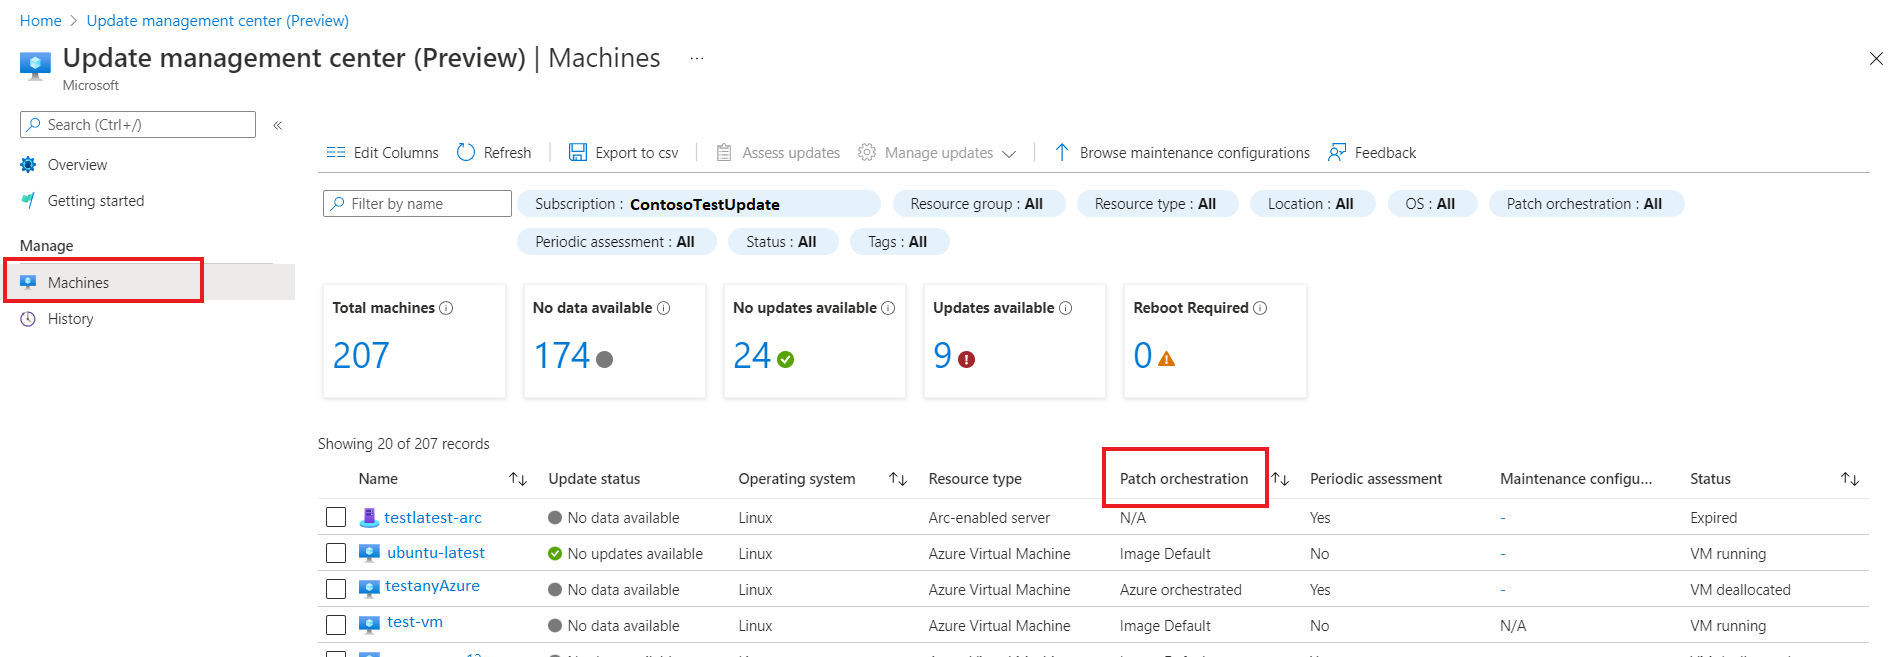 Home > Update management center (Preview)
Update management center (Preview) | Machines ...
Microsoft
Search (Ctrl+/) «
Overview
Getting started
Manage
Machines
History
Edit Columns Refresh Export to csv Assess updates Manage updates Browse maintenance configurations Feedback
Filter by name Subscription : ContosoTestUpdate Resource group : All Resource type : All Location : All OS : All Patch orchestration : All
Periodic assessment : All Status : All Tags : All
Total machines No data available No updates available Updates available Reboot Required
207 174 24 9 0
Showing 20 of 207 records
Name Update status Operating system Resource type Patch orchestration Periodic assessment Maintenance configu... Status
testlatest-arc No data available Linux Arc-enabled server N/A Yes - Expired
ubuntu-latest No updates available Linux Azure Virtual Machine Image Default No - VM running
testanyAzure No data available Linux Azure Virtual Machine Azure orchestrated Yes - VM deallocated
test-vm No data available Linux Azure Virtual Machine Image Default No N/A VM running